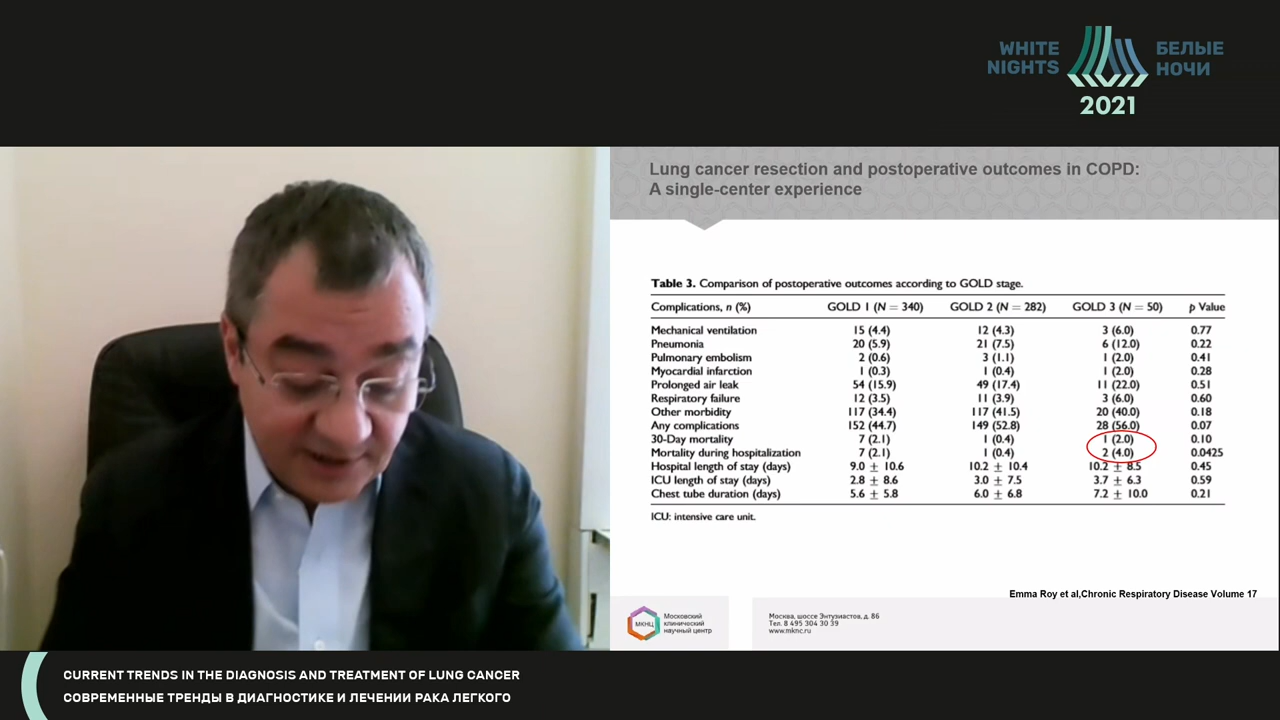 WHITE NIGHTS
БЕЛЫЕ НОЧИ
2021
Lung cancer resection and postoperative outcomes in COPD:
A single-center experience
Table 3. Comparison of postoperative outcomes according to GOLD stage.
Complications, n (%) GOLD 1 (N = 340) GOLD 2 (N = 282) GOLD 3 (N = 50) p Value
Mechanical ventilation 15 (4.4) 12 (4.3) 3 (6.0) 0.77
Pneumonia 20 (5.9) 21 (7.5) 6 (12.0) 0.22
Pulmonary embolism 2 (0.6) 3 (1.1) 1 (2.0) 0.41
Myocardial infarction 1 (0.3) 1 (0.4) 1 (2.0) 0.28
Prolonged air leak 54 (15.9) 49 (17.4) 11 (22.0) 0.51
Respiratory failure 12 (3.5) 11 (3.9) 3 (6.0) 0.60
Other morbidity 117 (34.4) 117 (41.5) 20 (40.0) 0.18
Any complications 152 (44.7) 149 (52.8) 28 (56.0) 0.07
30-Day mortality 7 (2.1) 1 (0.4) 1 (2.0) 0.10
Mortality during hospitalization 7 (2.1) 1 (0.4) 2 (4.0) 0.0425
Hospital length of stay (days) 9.0 ± 10.6 10.2 ± 10.4 10.2 ± 8.5 0.45
ICU length of stay (days) 2.8 ± 8.6 3.0 ± 7.5 3.7 ± 6.3 0.59
Chest tube duration (days) 5.6 ± 5.8 6.0 ± 6.8 7.2 ± 10.0 0.21
ICU: intensive care unit.
Emma Roy et al,Chronic Respiratory Disease Volume 17
МКНЦ
Московский
клинический
научный центр
Москва, шоссе Энтузиастов, д. 86
Тел. 8 495 304 30 39
www.mknc.ru
CURRENT TRENDS IN THE DIAGNOSIS AND TREATMENT OF LUNG CANCER
СОВРЕМЕННЫЕ ТРЕНДЫ В ДИАГНОСТИКЕ И ЛЕЧЕНИИ РАКА ЛЕГКОГО